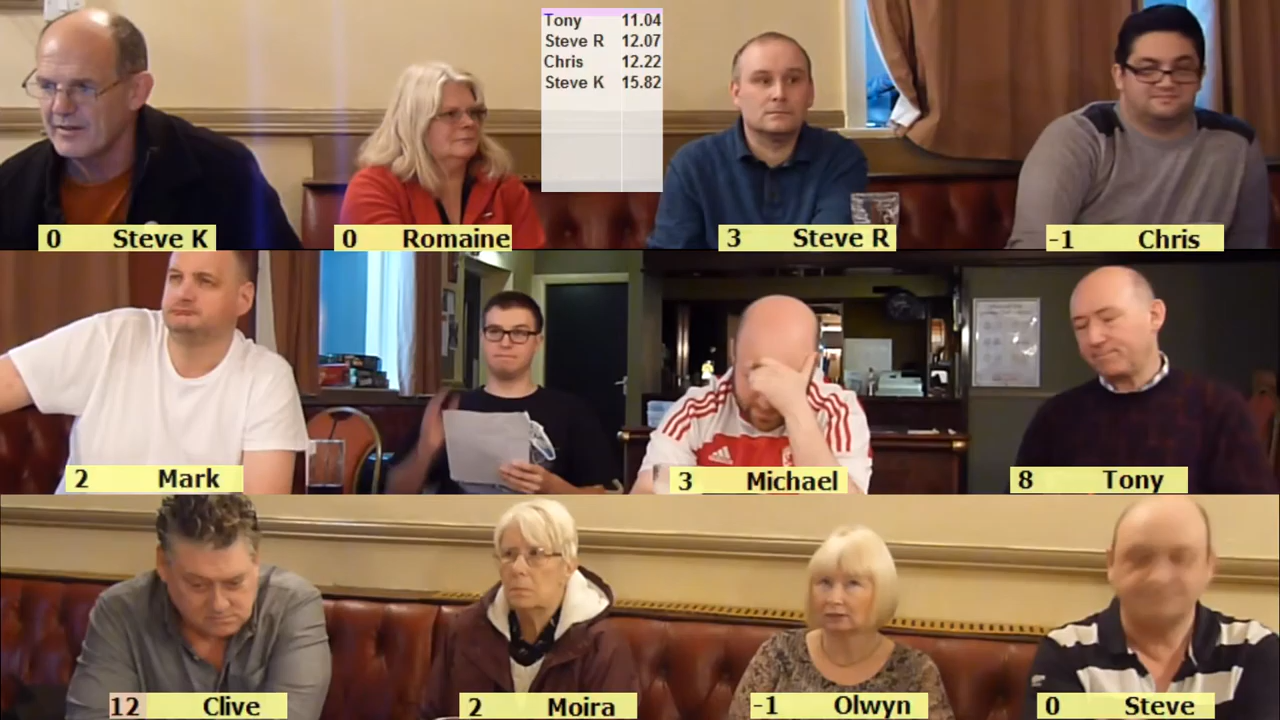 Tony 11.04
Steve R 12.07
Chris 12.22
Steve K 15.82
0 Steve K
0 Romaine
3 Steve R
-1 Chris
2 Mark
3 Michael
8 Tony
12 Clive
2 Moira
-1 Olwyn
0 Steve